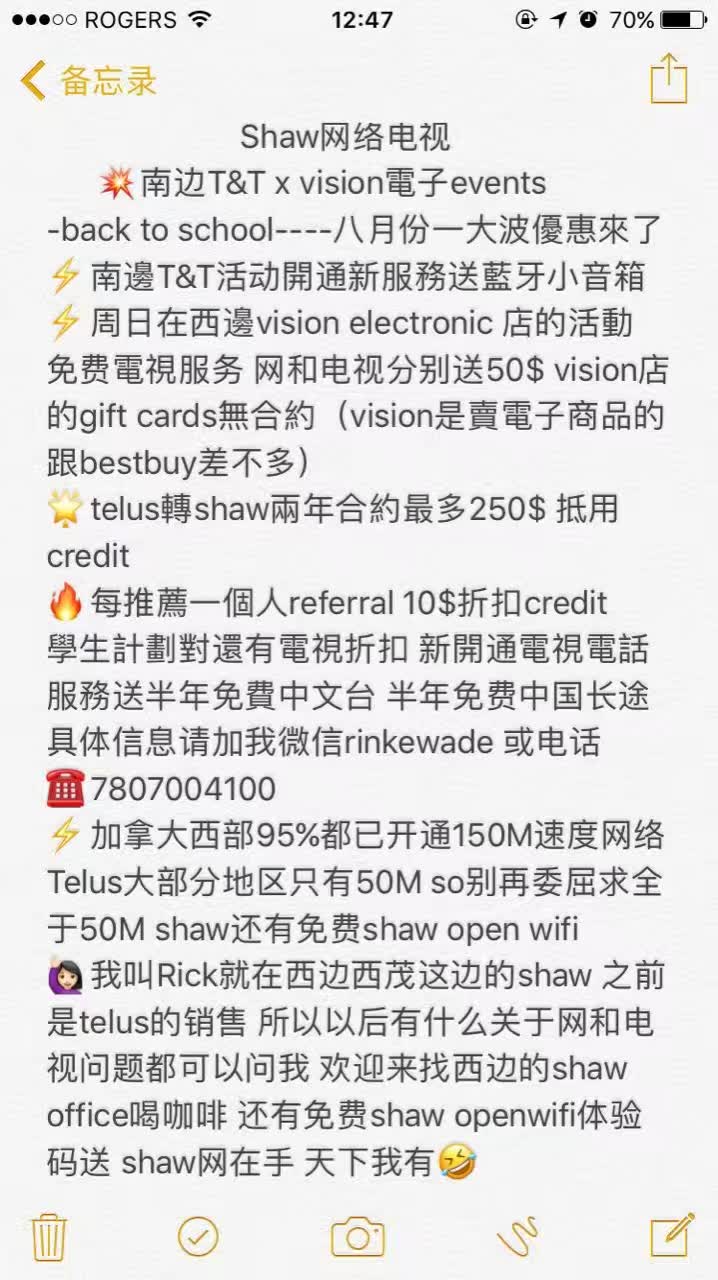 ROGERS 12:47 70%
备忘录
Shaw网络电视
💥南边T&T x vision電子events
-back to school----八月份一大波優惠來了
⚡南邊T&T活动開通新服務送藍牙小音箱
⚡周日在西邊vision electronic 店的活動
免费電視服务 网和电视分别送50$ vision店
的gift cards無合約（vision是賣電子商品的
跟bestbuy差不多）
🌟telus轉shaw兩年合約最多250$ 抵用
credit
🔥每推薦一個人referral 10$折扣credit
學生計劃對還有電視折扣 新開通電視電話
服務送半年免費中文台 半年免费中国长途
具体信息请加我微信rinkewade 或电话
☎️7807004100
⚡加拿大西部95%都已开通150M速度网络
Telus大部分地区只有50M so别再委屈求全
于50M shaw还有免费shaw open wifi
🙋🏻我叫Rick就在西边西茂这边的shaw 之前
是telus的销售 所以以后有什么关于网和电
视问题都可以问我 欢迎来找西边的shaw
office喝咖啡 还有免费shaw openwifi体验
码送 shaw网在手 天下我有🤣